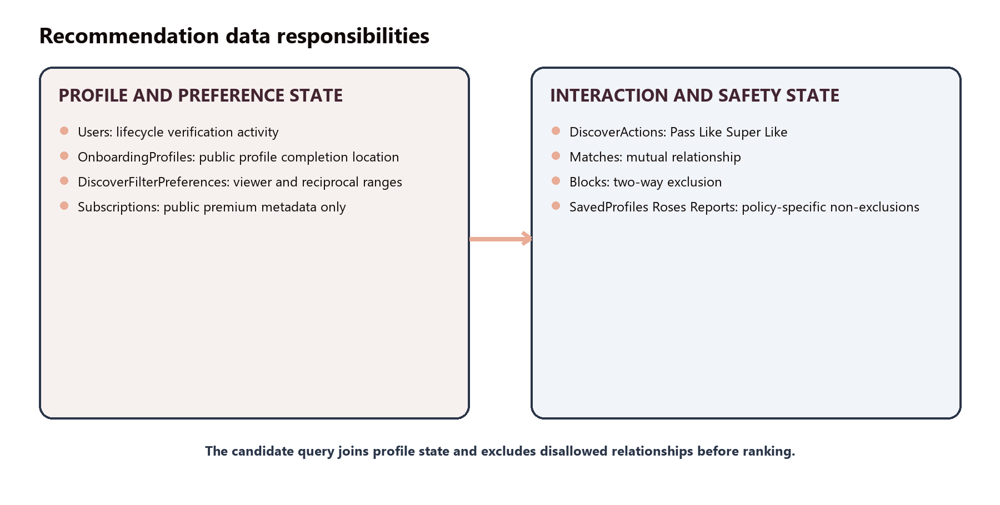 Recommendation data responsibilities
PROFILE AND PREFERENCE STATE
Users: lifecycle verification activity
OnboardingProfiles: public profile completion location
DiscoverFilterPreferences: viewer and reciprocal ranges
Subscriptions: public premium metadata only
INTERACTION AND SAFETY STATE
DiscoverActions: Pass Like Super Like
Matches: mutual relationship
Blocks: two-way exclusion
SavedProfiles Roses Reports: policy-specific non-exclusions
The candidate query joins profile state and excludes disallowed relationships before ranking.